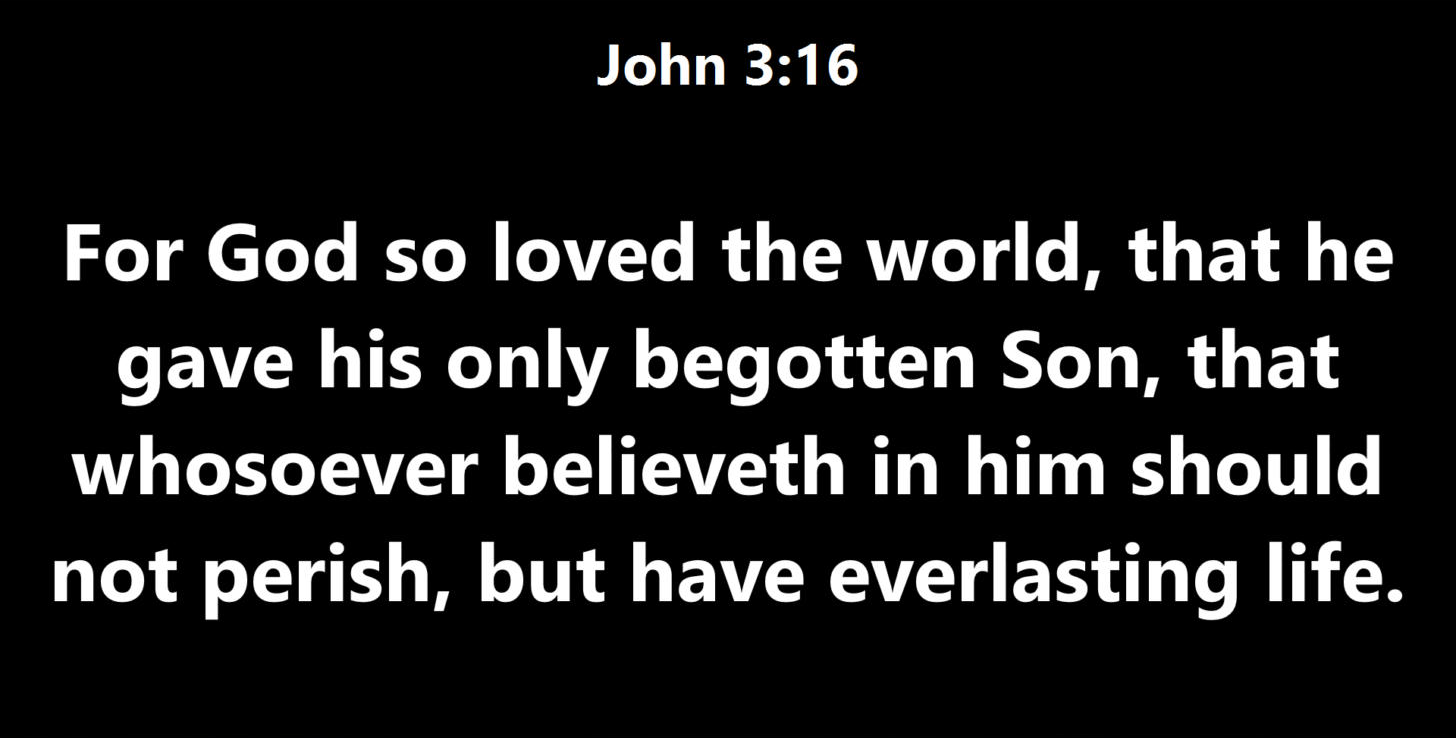 John 3:16
For God so loved the world, that he
gave his only begotten Son, that
whosoever believeth in him should
not perish, but have everlasting life.